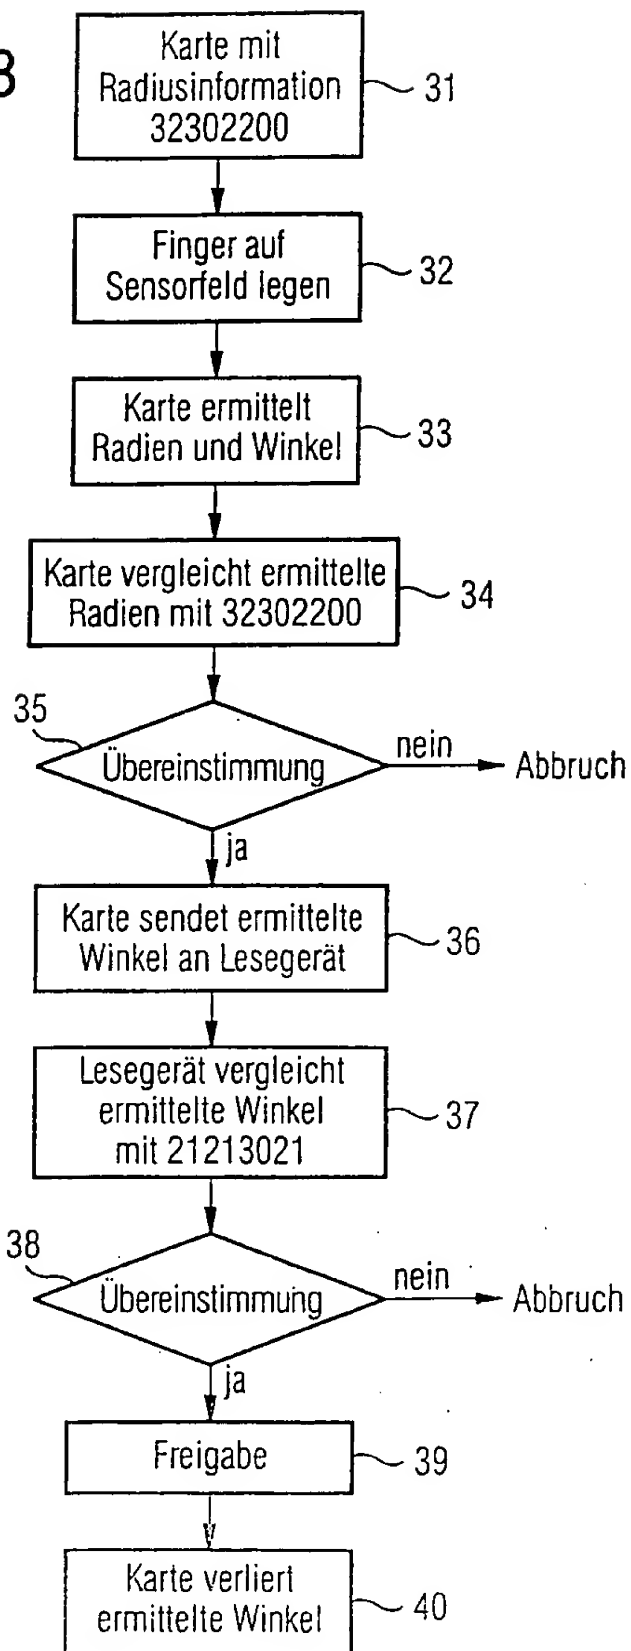 3
Karte mit
Radiusinformation
32302200
31
Finger auf
Sensorfeld legen
32
Karte ermittelt
Radien und Winkel
33
Karte vergleicht ermittelte
Radien mit 32302200
34
35
Übereinstimmung
nein
Abbruch
ja
Karte sendet ermittelte
Winkel an Lesegerät
36
Lesegerät vergleicht
ermittelte Winkel
mit 21213021
37
38
Übereinstimmung
nein
Abbruch
ja
Freigabe
39
Karte verliert
ermittelte Winkel
40